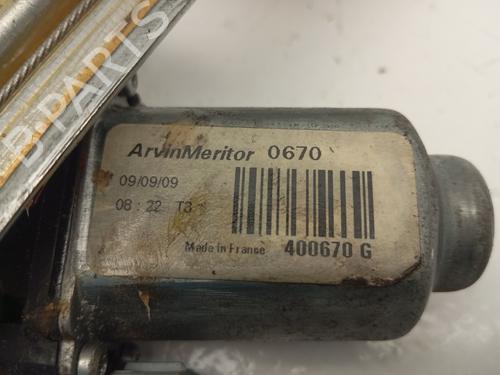 B-PARTS
ArvinMeritor 0670
09/09/09
08:22 T3
Made in France 400670 G